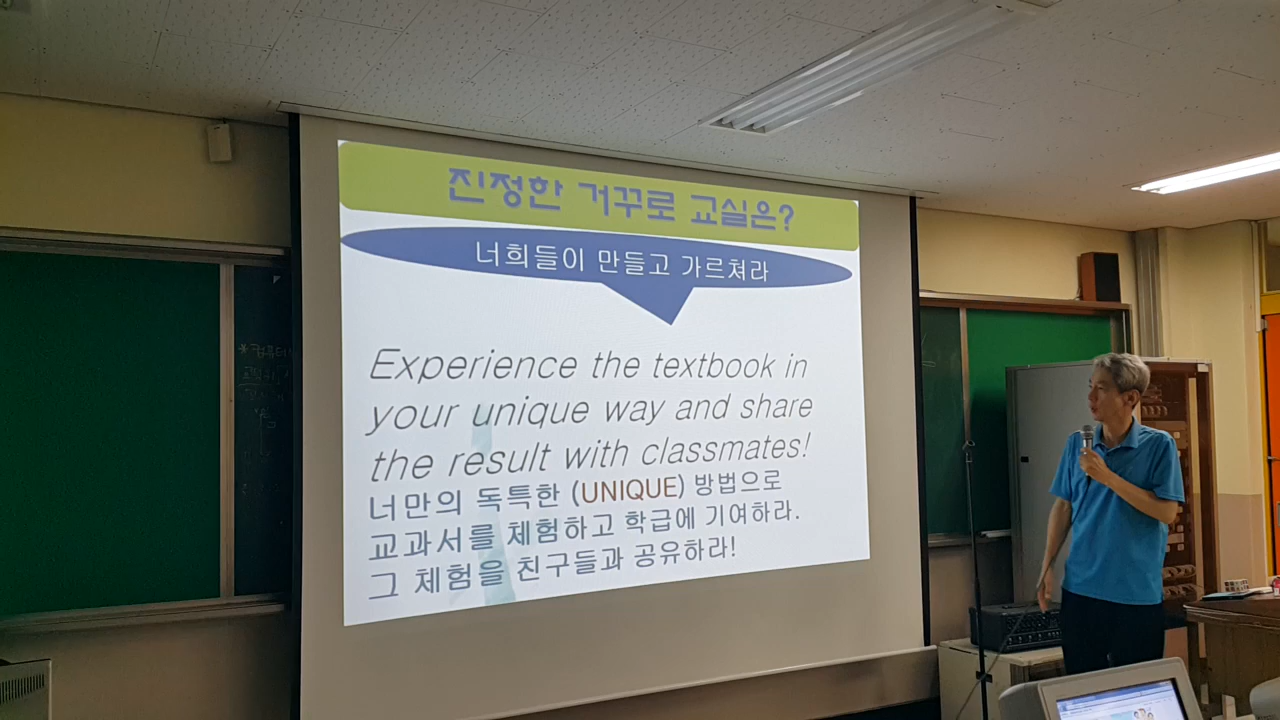 진정한 거꾸로 교실은?
너희들이 만들고 가르쳐라
Experience the textbook in
your unique way and share
the result with classmates!
너만의 독특한 (UNIQUE) 방법으로
교과서를 체험하고 학급에 기여하라.
그 체험을 친구들과 공유하라!